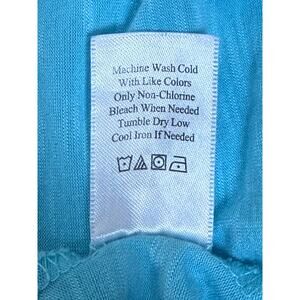 Machine Wash Cold
With Like Colors
Only Non-Chlorine
Bleach When Needed
Tumble Dry Low
Cool Iron If Needed